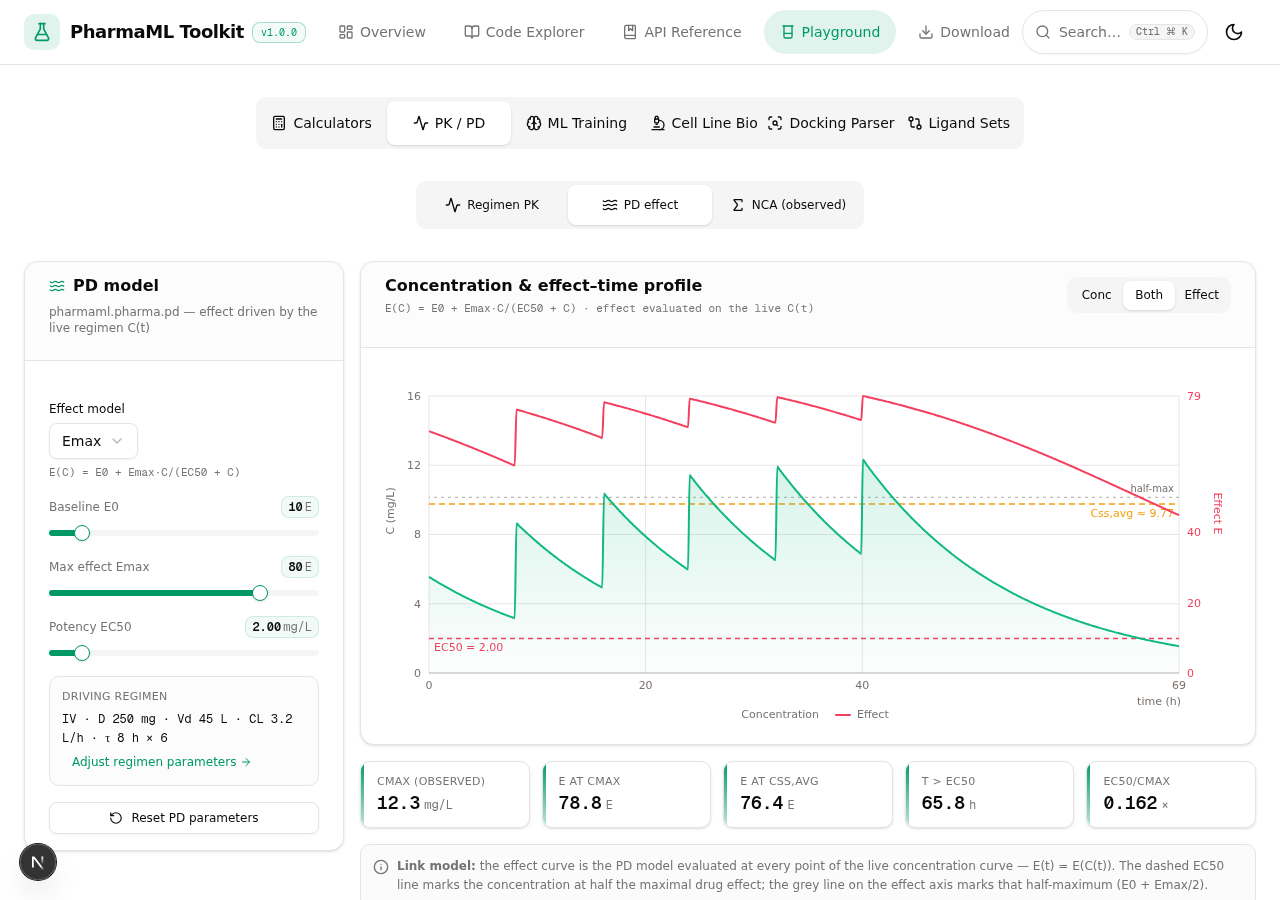 PharmaML Toolkit v1.0.0 Overview Code Explorer API Reference Playground Download Search... Ctrl ⌘ K
Calculators PK / PD ML Training Cell Line Bio Docking Parser Ligand Sets
Regimen PK PD effect NCA (observed)
PD model
pharmaml.pharma.pd — effect driven by the
live regimen C(t)
Effect model
Emax
E(C) = E0 + Emax·C/(EC50 + C)
Baseline E0 10 E
Max effect Emax 80 E
Potency EC50 2.00 mg/L
DRIVING REGIMEN
IV · D 250 mg · Vd 45 L · CL 3.2
L/h · τ 8 h × 6
Adjust regimen parameters →
Reset PD parameters
N
Concentration & effect–time profile
E(C) = E0 + Emax·C/(EC50 + C) · effect evaluated on the live C(t)
Conc Both Effect
16 79
12
half-max
Css,avg ≈ 9.77
C (mg/L)
Effect E
8 40
4 20
EC50 = 2.00
0 0
0 20 40 69
time (h)
Concentration Effect
CMAX (OBSERVED)
12.3 mg/L
E AT CMAX
78.8 E
E AT CSS,AVG
76.4 E
T > EC50
65.8 h
EC50/CMAX
0.162 ×
Link model: the effect curve is the PD model evaluated at every point of the live concentration curve — E(t) = E(C(t)). The dashed EC50
line marks the concentration at half the maximal drug effect; the grey line on the effect axis marks that half-maximum (E0 + Emax/2).